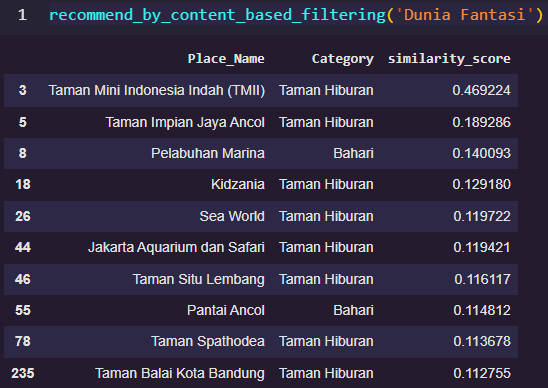 1 recommend_by_content_based_filtering('Dunia Fantasi')
Place_Name Category similarity_score
3 Taman Mini Indonesia Indah (TMII) Taman Hiburan 0.469224
5 Taman Impian Jaya Ancol Taman Hiburan 0.189286
8 Pelabuhan Marina Bahari 0.140093
18 Kidzania Taman Hiburan 0.129180
26 Sea World Taman Hiburan 0.119722
44 Jakarta Aquarium dan Safari Taman Hiburan 0.119421
46 Taman Situ Lembang Taman Hiburan 0.116117
55 Pantai Ancol Bahari 0.114812
78 Taman Spathodea Taman Hiburan 0.113678
235 Taman Balai Kota Bandung Taman Hiburan 0.112755